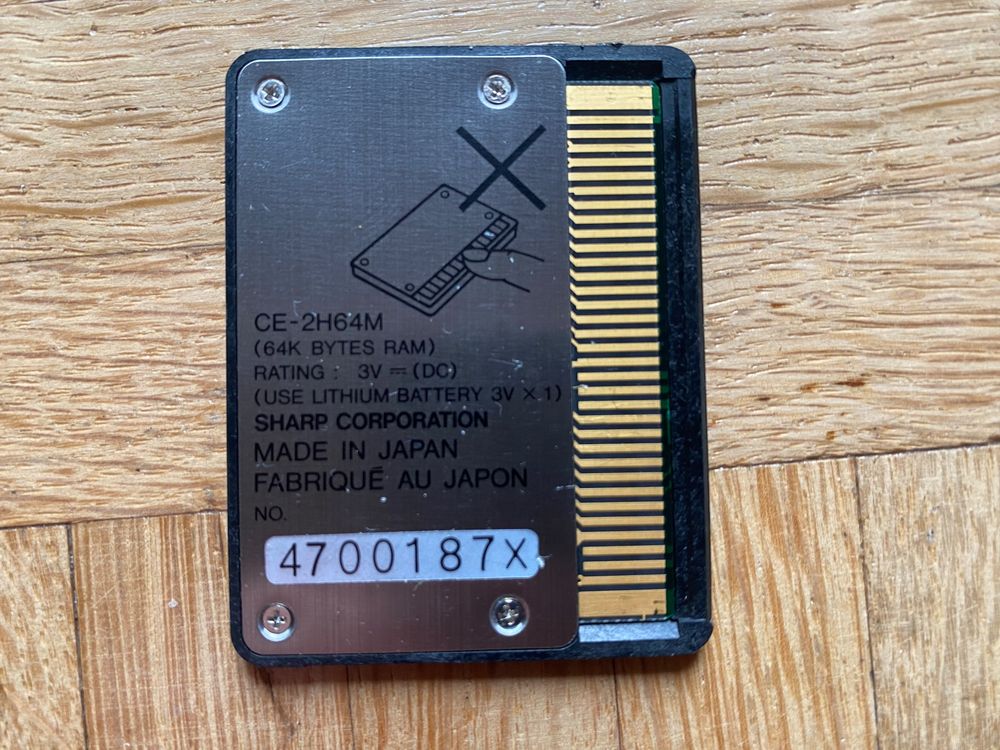 CE-2H64M
(64K BYTES RAM)
RATING : 3V ⎓ (DC)
(USE LITHIUM BATTERY 3V × 1)
SHARP CORPORATION
MADE IN JAPAN
FABRIQUÉ AU JAPON
NO.
4700187X